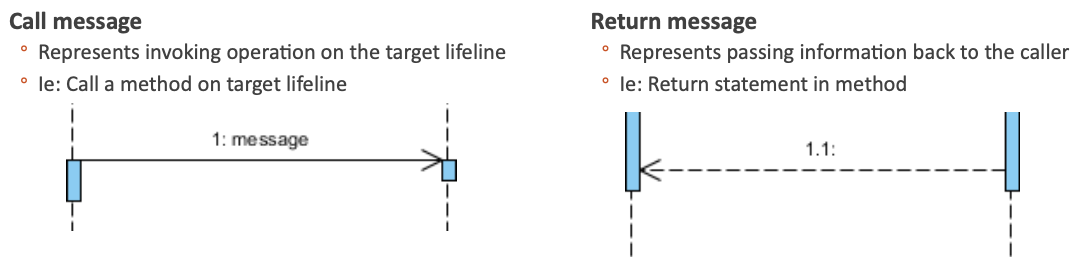 Call message
° Represents invoking operation on the target lifeline
° Ie: Call a method on target lifeline
1: message
Return message
° Represents passing information back to the caller
° Ie: Return statement in method
1.1: